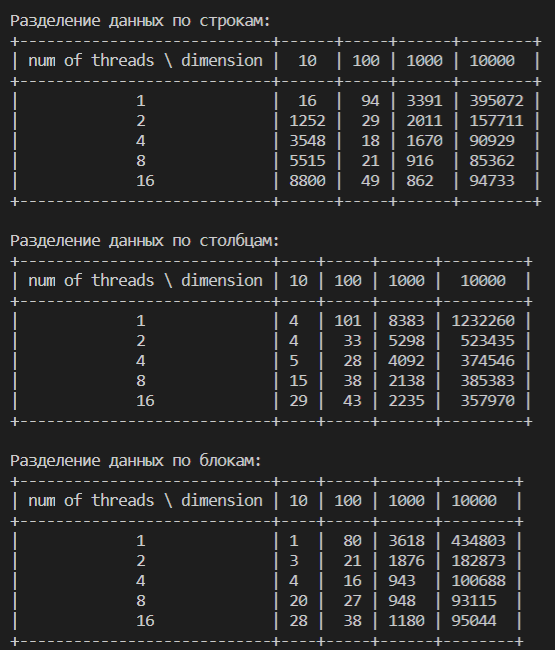 Разделение данных по строкам:
+----------------------------+------+-----+------+--------+
| num of threads \ dimension |  10  | 100 | 1000 | 10000  |
+----------------------------+------+-----+------+--------+
|             1              |  16  |  94 | 3391 | 395072 |
|             2              | 1252 |  29 | 2011 | 157711 |
|             4              | 3548 |  18 | 1670 | 90929  |
|             8              | 5515 |  21 | 916  | 85362  |
|             16             | 8800 |  49 | 862  | 94733  |
+----------------------------+------+-----+------+--------+
Разделение данных по столбцам:
+----------------------------+----+-----+------+---------+
| num of threads \ dimension | 10 | 100 | 1000 |  10000  |
+----------------------------+----+-----+------+---------+
|             1              | 4  | 101 | 8383 | 1232260 |
|             2              | 4  |  33 | 5298 |  523435 |
|             4              | 5  |  28 | 4092 |  374546 |
|             8              | 15 |  38 | 2138 |  385383 |
|             16             | 29 |  43 | 2235 |  357970 |
+----------------------------+----+-----+------+---------+
Разделение данных по блокам:
+----------------------------+----+-----+------+--------+
| num of threads \ dimension | 10 | 100 | 1000 | 10000  |
+----------------------------+----+-----+------+--------+
|             1              | 1  |  80 | 3618 | 434803 |
|             2              | 3  |  21 | 1876 | 182873 |
|             4              | 4  |  16 | 943  | 100688 |
|             8              | 20 |  27 | 948  | 93115  |
|             16             | 28 |  38 | 1180 | 95044  |
+----------------------------+----+-----+------+--------+